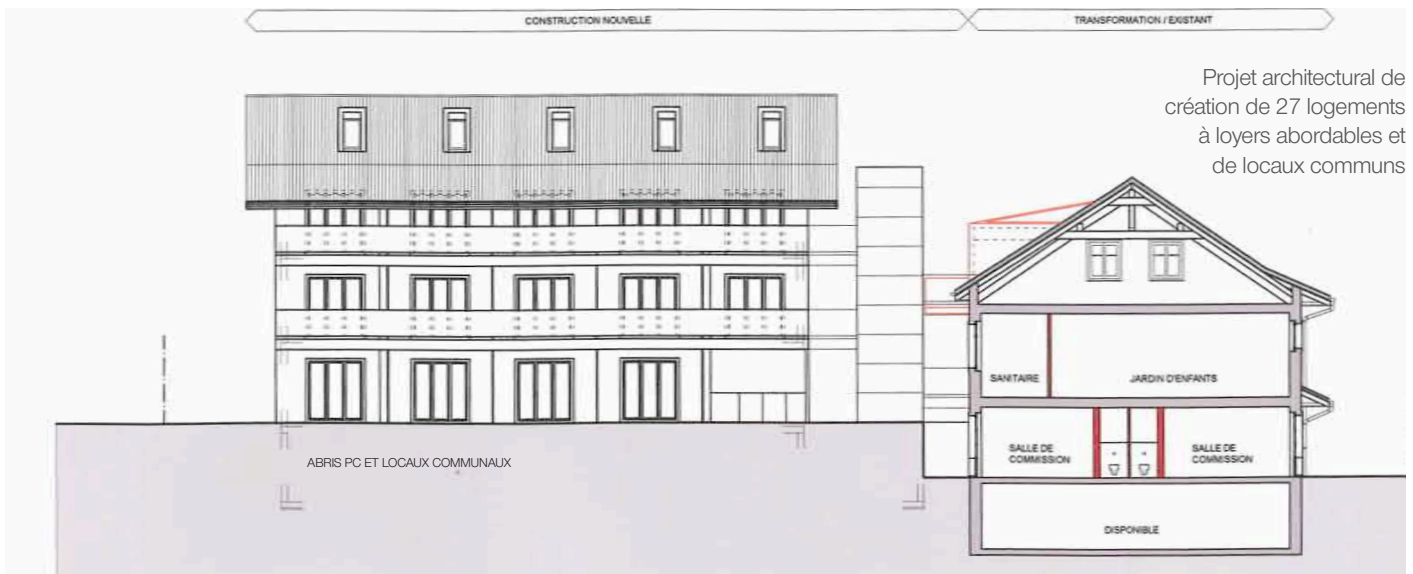 CONSTRUCTION NOUVELLE
TRANSFORMATION / EXISTANT
Projet architectural de
création de 27 logements
à loyers abordables et
de locaux communs
SANITAIRE
JARDIN D'ENFANTS
SALLE DE
COMMISSION
SALLE DE
COMMISSION
ABRIS PC ET LOCAUX COMMUNAUX
DISPONIBLE